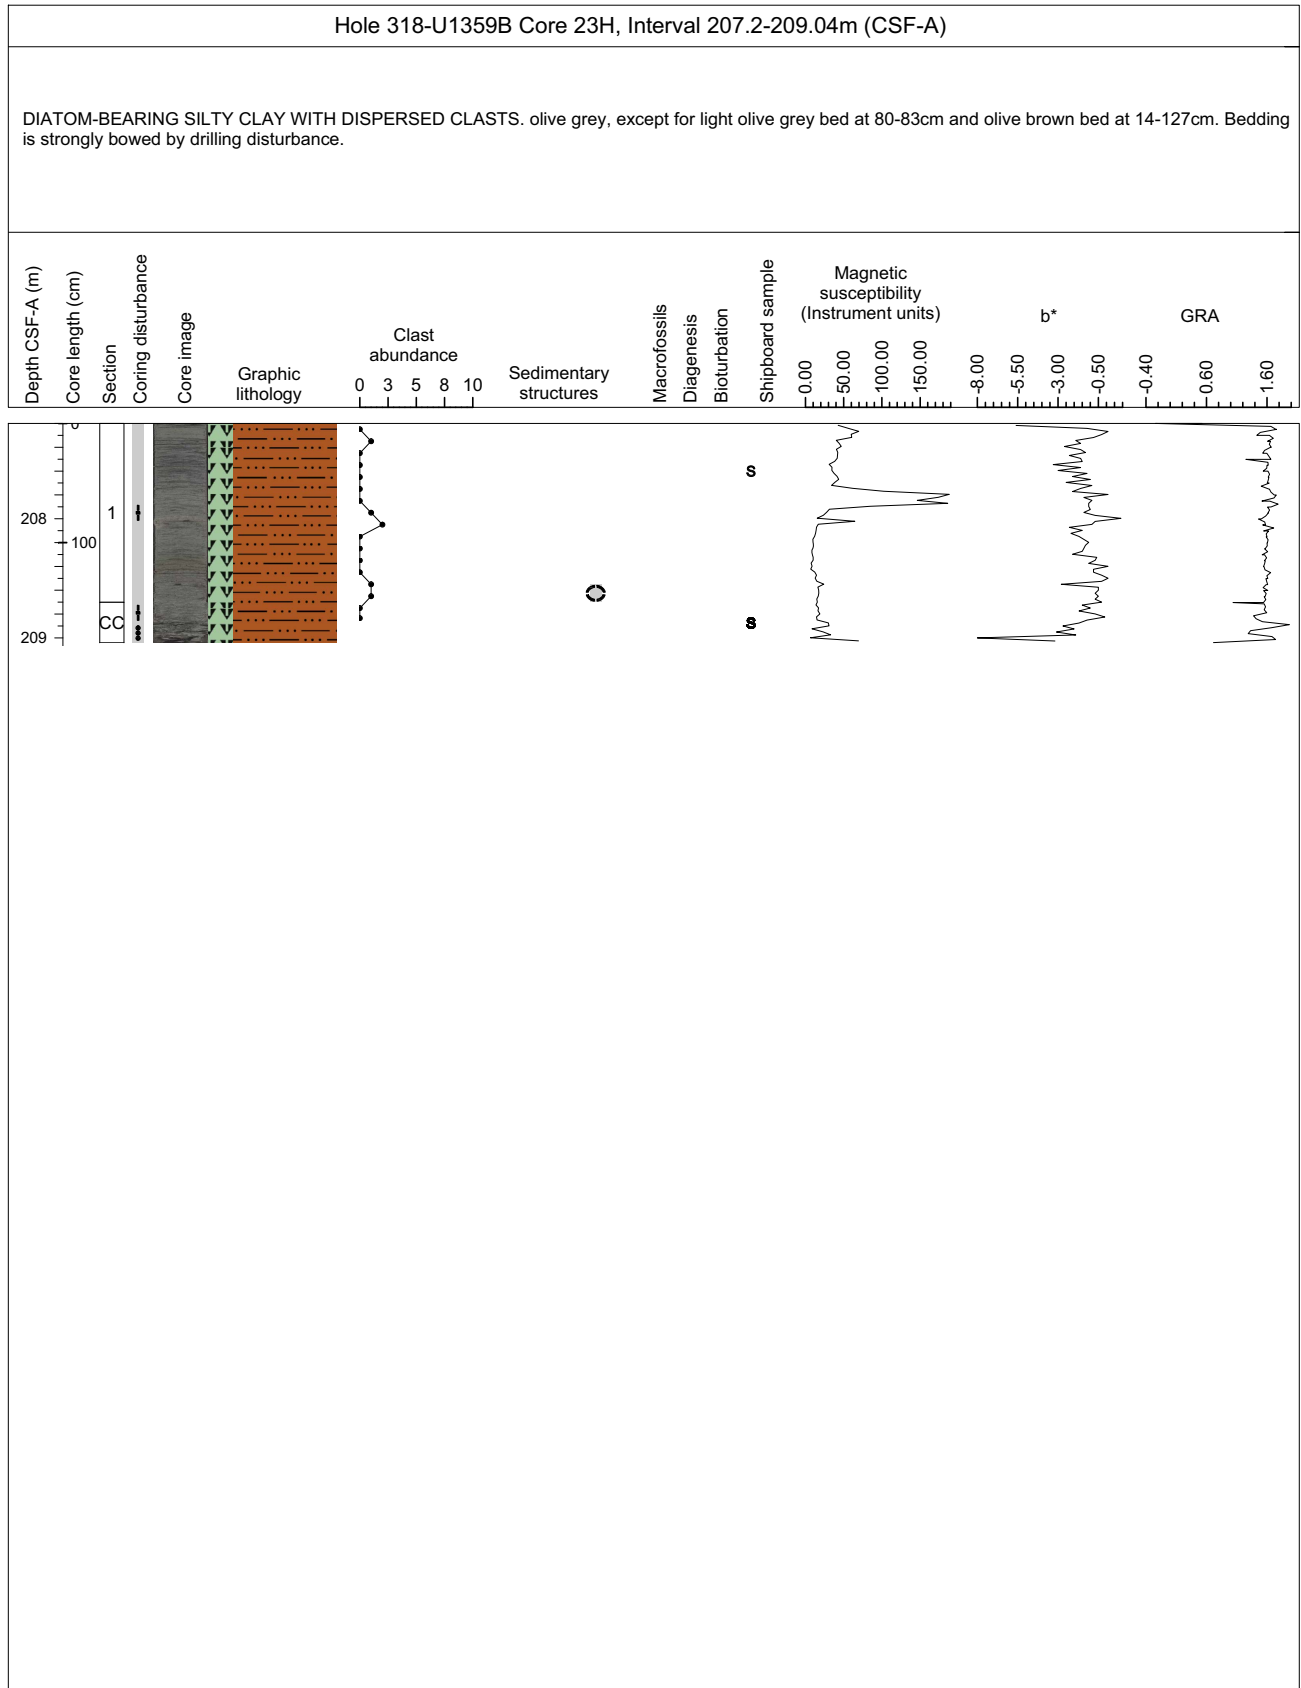 Hole 318-U1359B Core 23H, Interval 207.2-209.04m (CSF-A)
DIATOM-BEARING SILTY CLAY WITH DISPERSED CLASTS. olive grey, except for light olive grey bed at 80-83cm and olive brown bed at 14-127cm. Bedding
is strongly bowed by drilling disturbance.
Depth CSF-A (m)
Core length (cm)
Section
Coring disturbance
Core image
Graphic
lithology
Clast
abundance
0 3 5 8 10
Sedimentary
structures
Macrofossils
Diagenesis
Bioturbation
Shipboard sample
Magnetic
susceptibility
(Instrument units)
0.00 50.00 100.00 150.00
b*
-8.00 -5.50 -3.00 -0.50
GRA
-0.40 0.60 1.60
0
S
208
1
100
CC
S
209